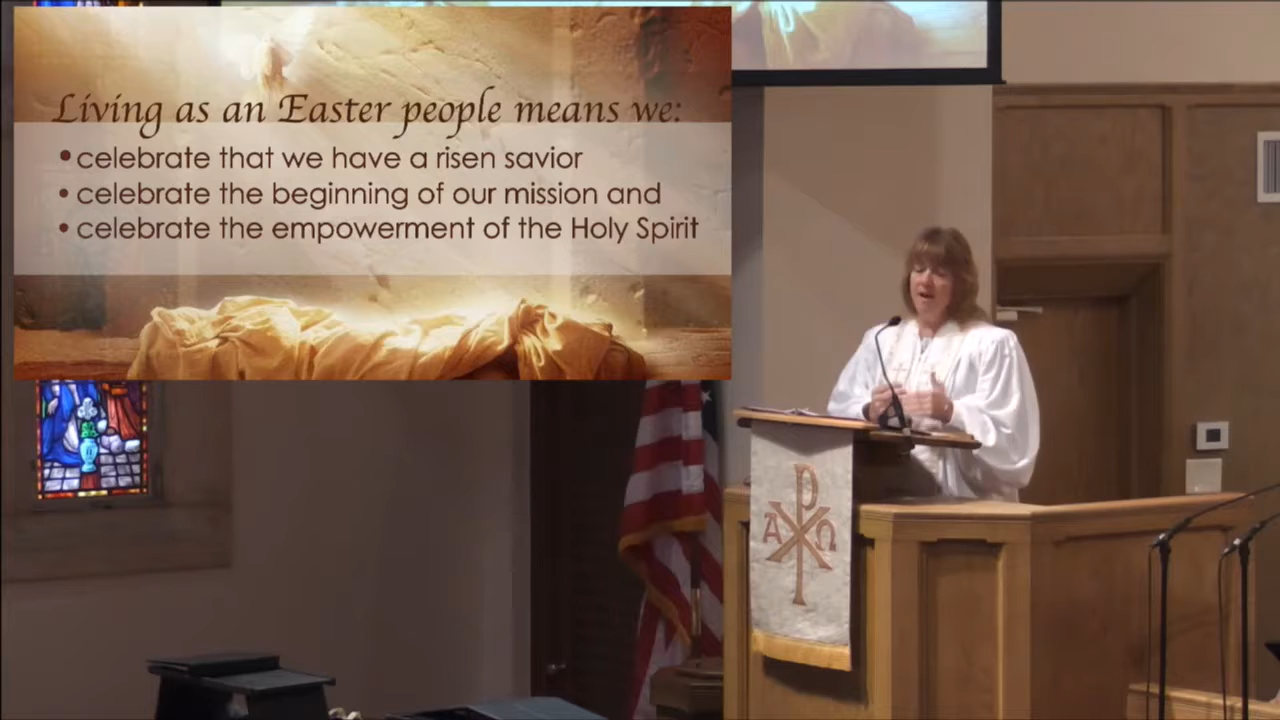 Living as an Easter people means we:
• celebrate that we have a risen savior
• celebrate the beginning of our mission and
• celebrate the empowerment of the Holy Spirit
Α Ω